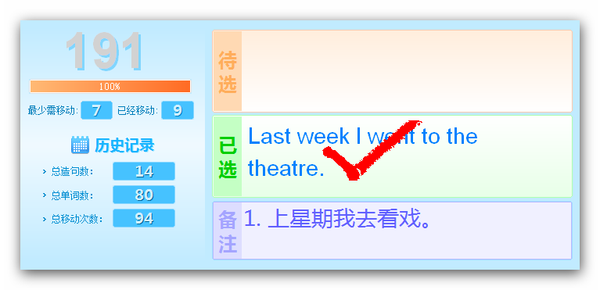 191
100%
最少需移动: 7 已经移动: 9
历史记录
总造句数: 14
总单词数: 80
总移动次数: 94
待选
已选
Last week I went to the
theatre.
备注
1. 上星期我去看戏。